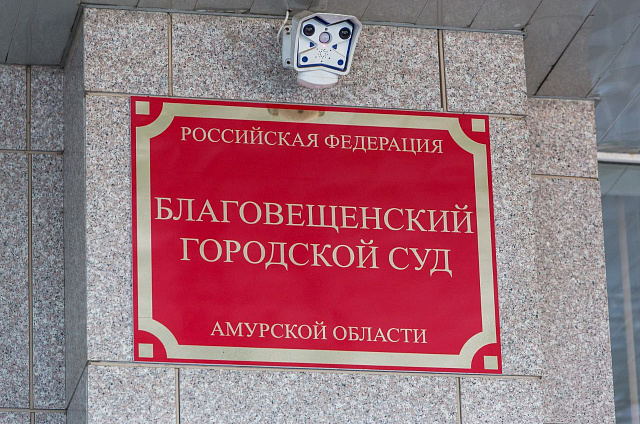 РОССИЙСКАЯ ФЕДЕРАЦИЯ
БЛАГОВЕЩЕНСКИЙ
ГОРОДСКОЙ СУД
АМУРСКОЙ ОБЛАСТИ